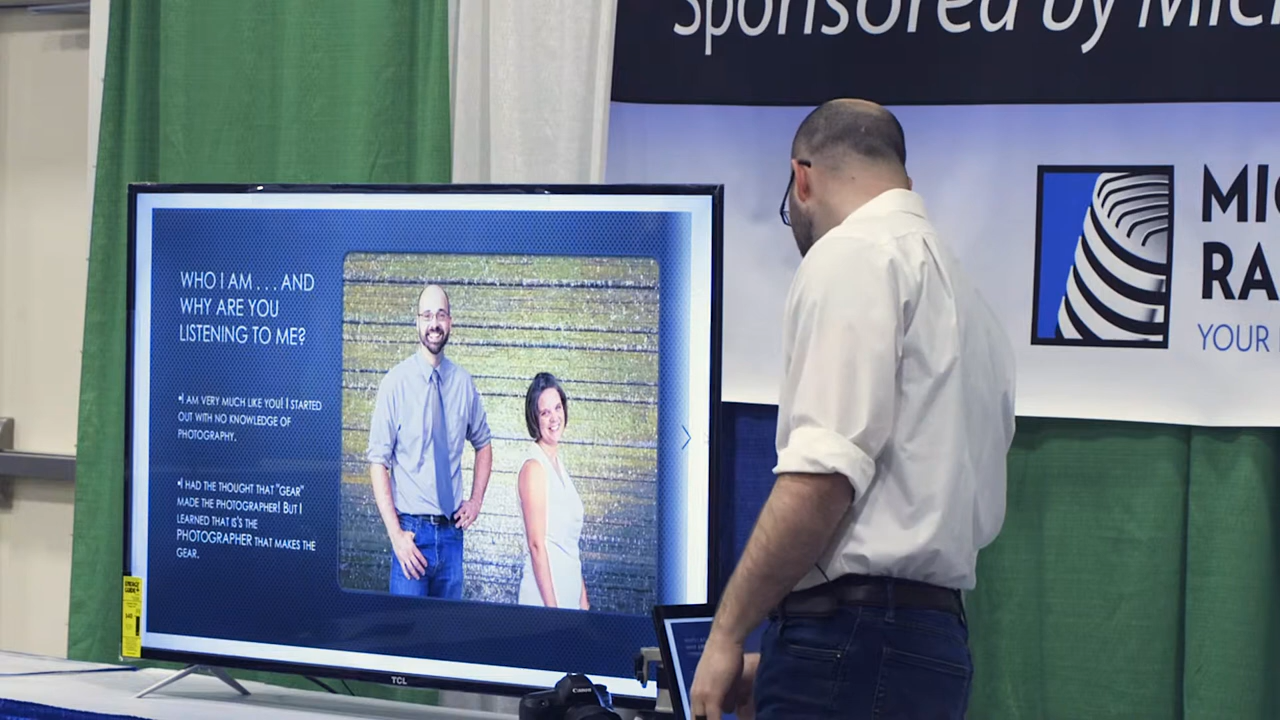 Sponsored by Mic
WHO I AM . . . AND
WHY ARE YOU
LISTENING TO ME?
•I AM VERY MUCH LIKE YOU! I STARTED
OUT WITH NO KNOWLEDGE OF
PHOTOGRAPHY.
•I HAD THE THOUGHT THAT "GEAR"
MADE THE PHOTOGRAPHER! BUT I
LEARNED THAT IS'S THE
PHOTOGRAPHER THAT MAKES THE
GEAR.
MIC
RA
YOUR
TCL
Canon